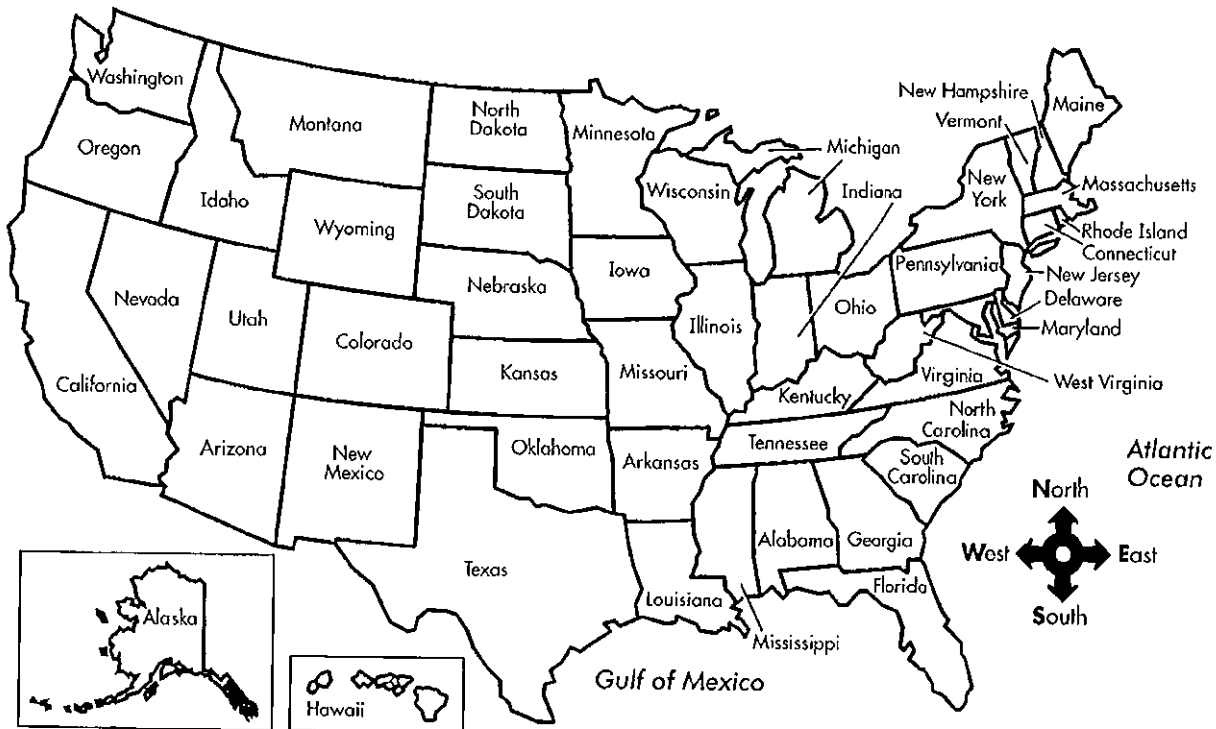 Washington
Oregon
Montana
Idaho
Wyoming
North
Dakota
South
Dakota
Minnesota
Wisconsin
Michigan
Indiana
New Hampshire
Vermont
Maine
New
York
Massachusetts
Rhode Island
Connecticut
Pennsylvania
New Jersey
Delaware
Maryland
Nebraska
Iowa
Illinois
Ohio
Nevada
Utah
Colorado
California
Kansas
Missouri
Kentucky
Virginia
West Virginia
North
Carolina
Tennessee
South
Carolina
Arizona
New
Mexico
Oklahoma
Arkansas
Atlantic
Ocean
North
West
East
South
Texas
Louisiana
Mississippi
Alabama
Georgia
Florida
Alaska
Hawaii
Gulf of Mexico